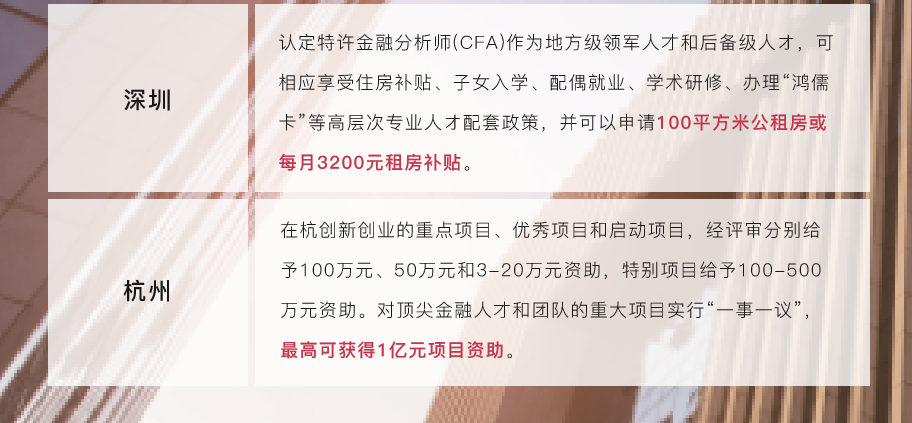 深圳
认定特许金融分析师(CFA)作为地方级领军人才和后备级人才，可
相应享受住房补贴、子女入学、配偶就业、学术研修、办理“鸿儒
卡”等高层次专业人才配套政策，并可以申请100平方米公租房或
每月3200元租房补贴。
杭州
在杭创新创业的重点项目、优秀项目和启动项目，经评审分别给
予100万元、50万元和3-20万元资助，特别项目给予100-500
万元资助。对顶尖金融人才和团队的重大项目实行“一事一议”，
最高可获得1亿元项目资助。